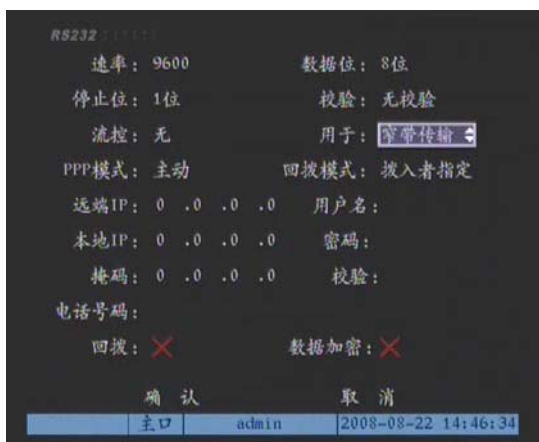 RS232
速率: 9600 数据位: 8位
停止位: 1位 校验: 无校验
流控: 无 用于: 窄带传输
PPP模式: 主动 回拨模式: 拨入者指定
远端IP: 0 .0 .0 .0 用户名:
本地IP: 0 .0 .0 .0 密码:
掩码: 0 .0 .0 .0 校验:
电话号码:
回拨: 数据加密:
确 认 取 消
主口 admin 2008-08-22 14:46:34